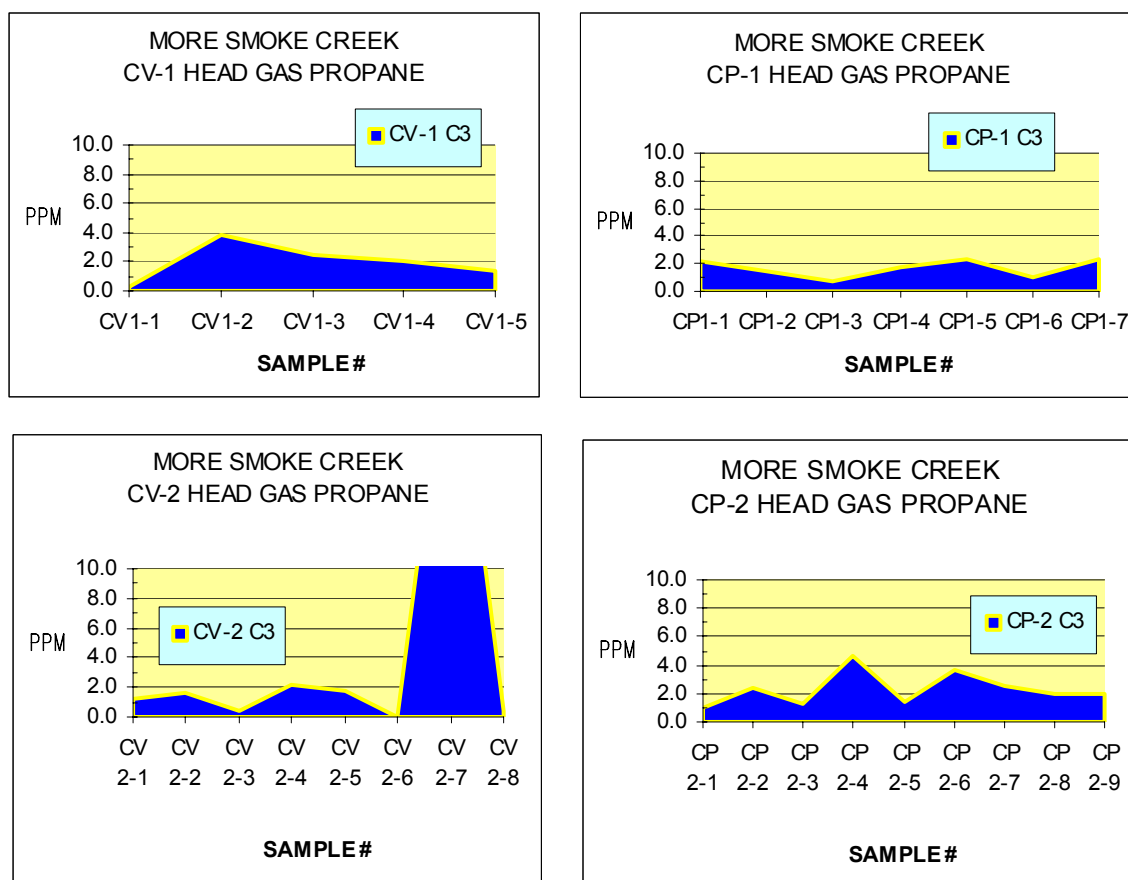 MORE SMOKE CREEK
CV-1 HEAD GAS PROPANE
CV-1 C3
10.0
8.0
6.0
PPM
4.0
2.0
0.0
CV1-1 CV1-2 CV1-3 CV1-4 CV1-5
SAMPLE#
MORE SMOKE CREEK
CP-1 HEAD GAS PROPANE
CP-1 C3
10.0
8.0
6.0
PPM
4.0
2.0
0.0
CP1-1 CP1-2 CP1-3 CP1-4 CP1-5 CP1-6 CP1-7
SAMPLE#
MORE SMOKE CREEK
CV-2 HEAD GAS PROPANE
10.0
8.0
6.0
CV-2 C3
PPM
4.0
2.0
0.0
CV CV CV CV CV CV CV CV
2-1 2-2 2-3 2-4 2-5 2-6 2-7 2-8
SAMPLE#
MORE SMOKE CREEK
CP-2 HEAD GAS PROPANE
10.0
8.0
CP-2 C3
6.0
PPM
4.0
2.0
0.0
CP CP CP CP CP CP CP CP CP
2-1 2-2 2-3 2-4 2-5 2-6 2-7 2-8 2-9
SAMPLE#